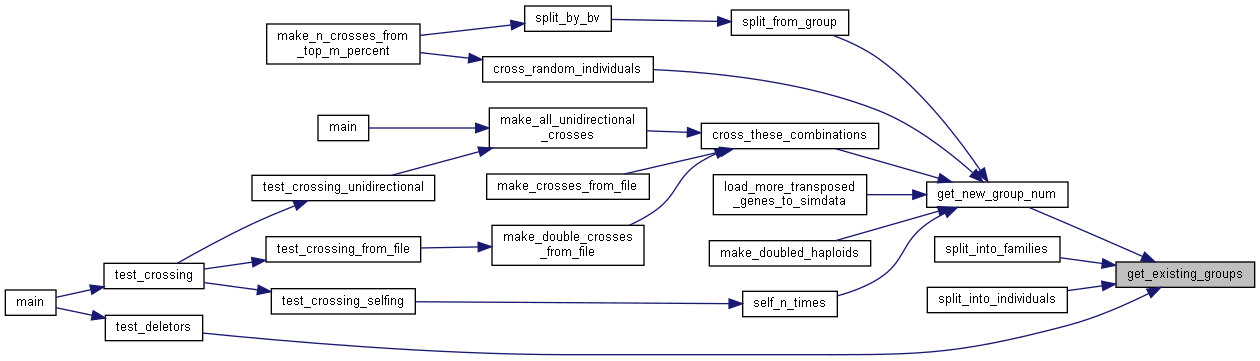 split_by_bv
split_from_group
make_n_crosses_from
_top_m_percent
cross_random_individuals
main
make_all_unidirectional
_crosses
cross_these_combinations
test_crossing_unidirectional
make_crosses_from_file
load_more_transposed
_genes_to_simdata
get_new_group_num
test_crossing_from_file
make_double_crosses
_from_file
make_doubled_haploids
split_into_families
test_crossing
get_existing_groups
main
test_crossing_selfing
self_n_times
split_into_individuals
test_deletors